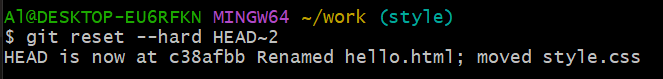 Al@DESKTOP-EU6RFKN MINGW64 ~/work (style)
$ git reset --hard HEAD~2
HEAD is now at c38afbb Renamed hello.html; moved style.css